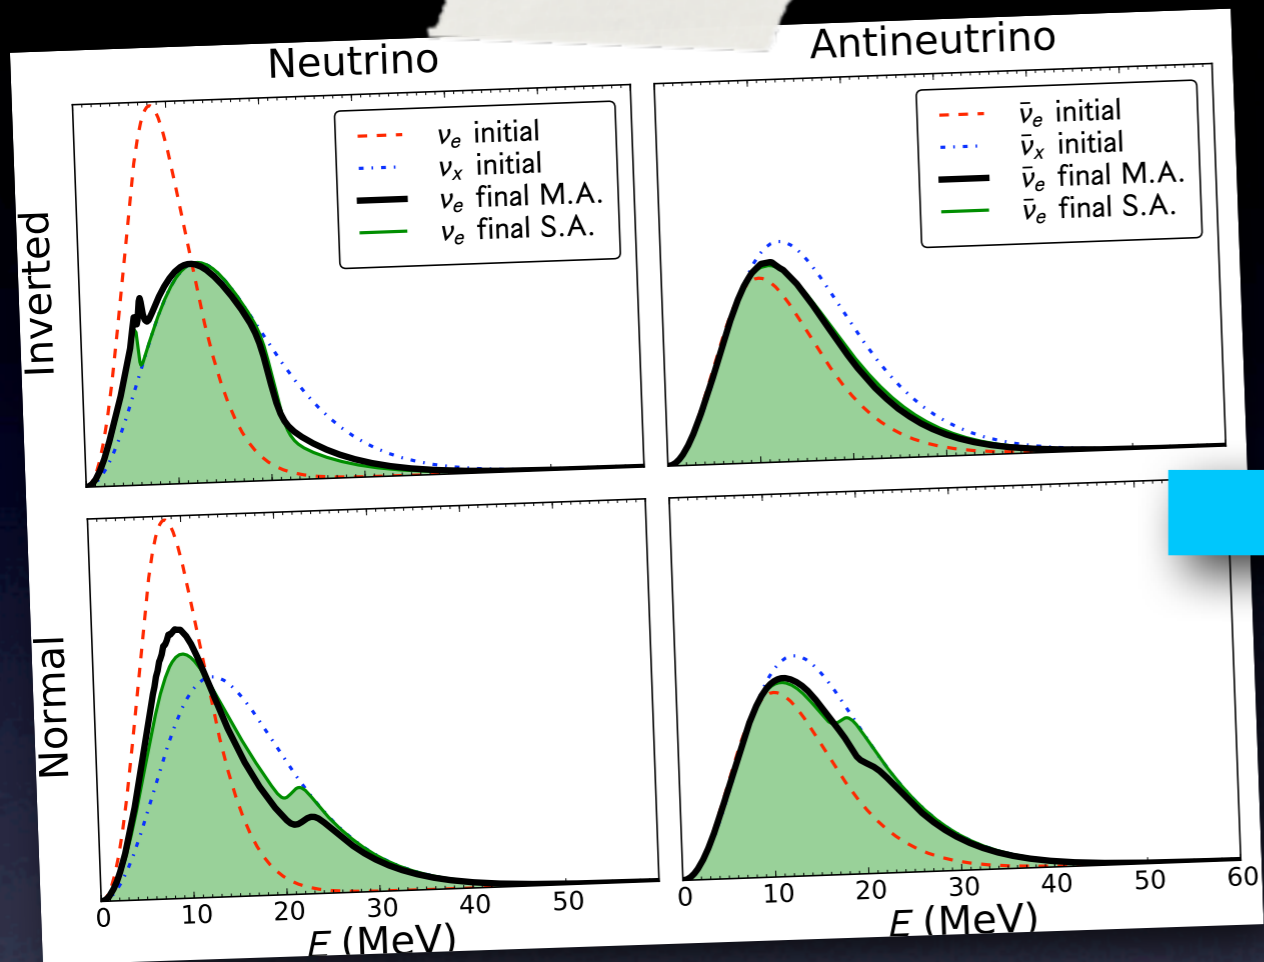 Neutrino
Antineutrino
Inverted
νₑ initial
νₓ initial
νₑ final M.A.
νₑ final S.A.
ν̄ₑ initial
ν̄ₓ initial
ν̄ₑ final M.A.
ν̄ₑ final S.A.
Normal
0 10 20 30 40 50
E (MeV)
0 10 20 30 40 50 60
E (MeV)